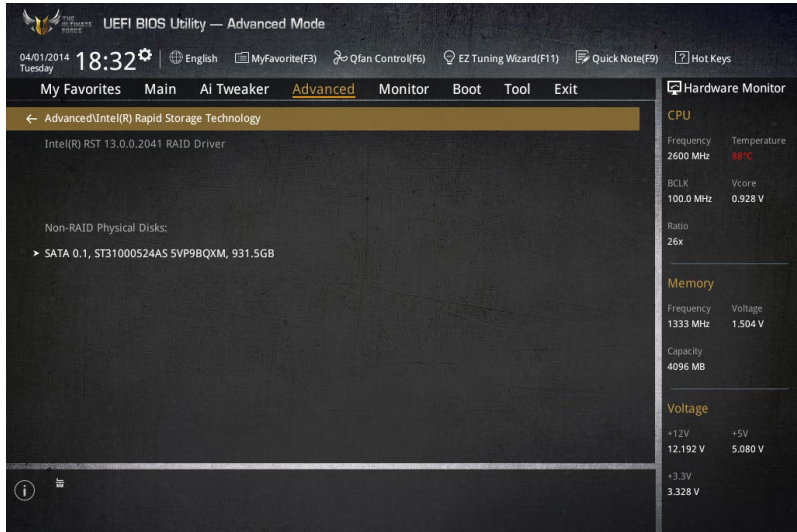 THE ULTIMATE FORCE
UEFI BIOS Utility — Advanced Mode
04/01/2014
Tuesday
18:32
English
MyFavorite(F3)
Qfan Control(F6)
EZ Tuning Wizard(F11)
Quick Note(F9)
? Hot Keys
My Favorites Main Ai Tweaker Advanced Monitor Boot Tool Exit
Advanced\Intel(R) Rapid Storage Technology
Intel(R) RST 13.0.0.2041 RAID Driver
Non-RAID Physical Disks:
SATA 0.1, ST31000524AS 5VP9BQXM, 931.5GB
Hardware Monitor
CPU
Frequency Temperature
2600 MHz 88°C
BCLK Vcore
100.0 MHz 0.928 V
Ratio
26x
Memory
Frequency Voltage
1333 MHz 1.504 V
Capacity
4096 MB
Voltage
+12V +5V
12.192 V 5.080 V
+3.3V
3.328 V